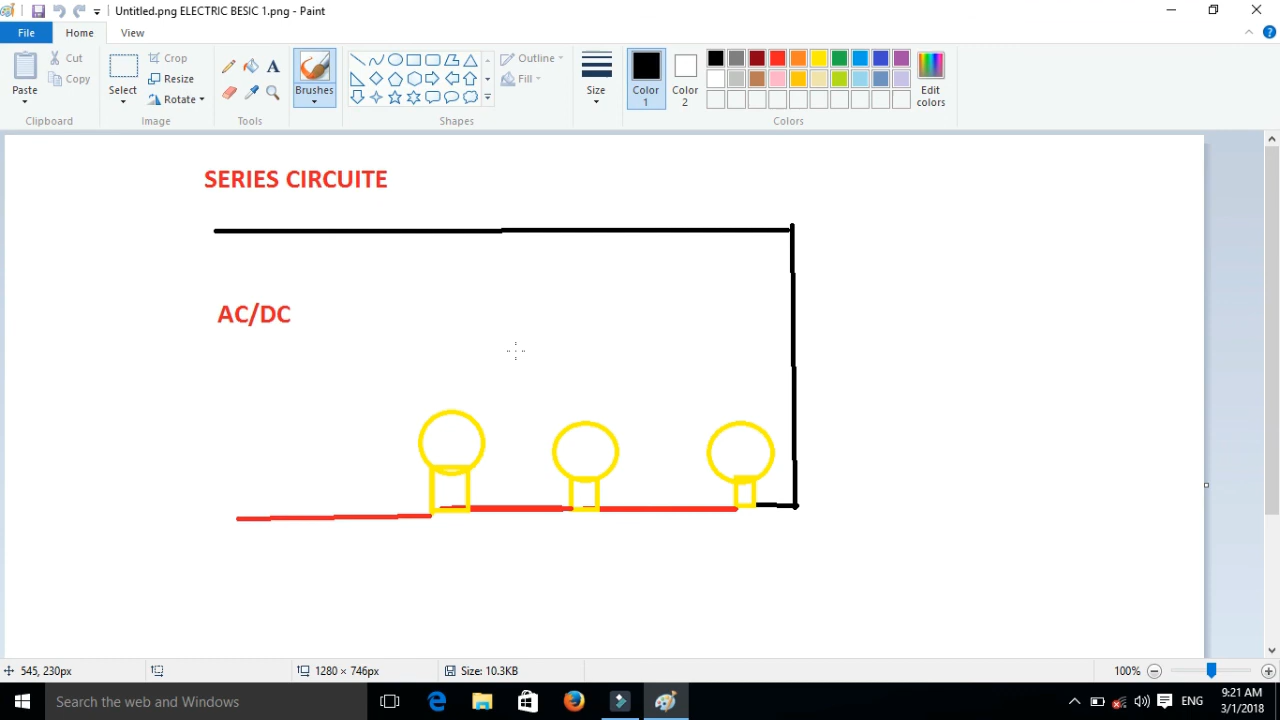 Untitled.png ELECTRIC BESIC 1.png - Paint
File Home View
Paste
Cut
Copy
Clipboard
Select
Crop
Resize
Rotate
Image
A
Tools
Brushes
Outline
Fill
Shapes
Size
Color 1
Color 2
Edit colors
Colors
SERIES CIRCUITE
AC/DC
545, 230px
1280 × 746px
Size: 10.3KB
100%
Search the web and Windows
ENG
9:21 AM
3/1/2018